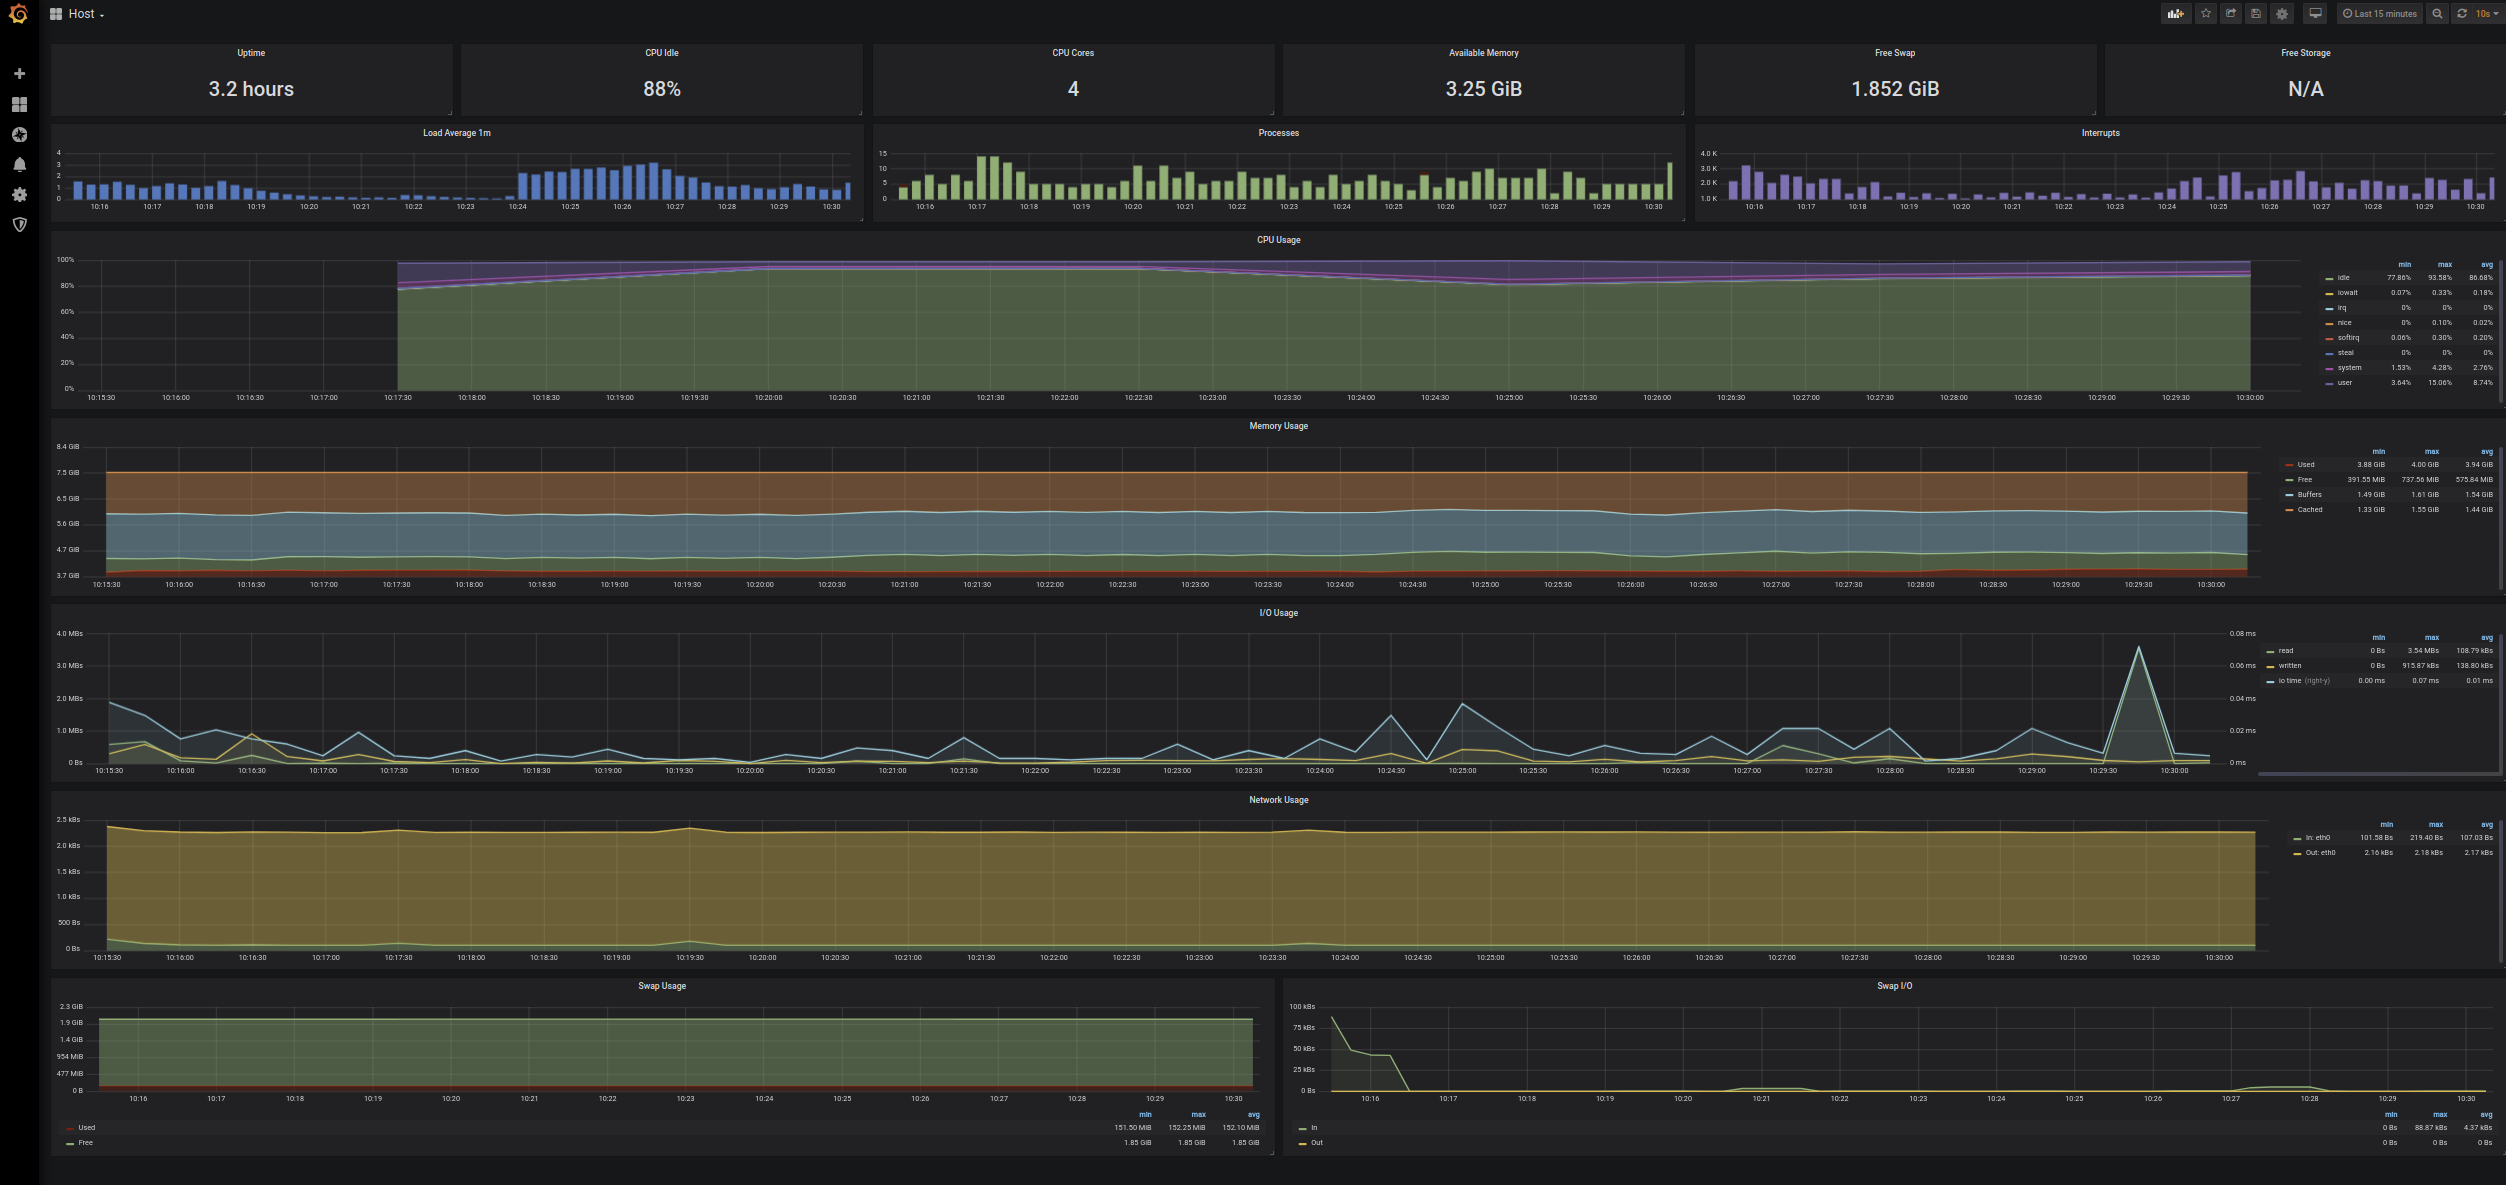 Host
Last 15 minutes 10s
Uptime
3.2 hours
CPU Idle
88%
CPU Cores
4
Available Memory
3.25 GiB
Free Swap
1.852 GiB
Free Storage
N/A
Load Average 1m
4
3
2
1
0
10:16 10:17 10:18 10:19 10:20 10:21 10:22 10:23 10:24 10:25 10:26 10:27 10:28 10:29 10:30
Processes
15
10
5
0
10:16 10:17 10:18 10:19 10:20 10:21 10:22 10:23 10:24 10:25 10:26 10:27 10:28 10:29 10:30
Interrupts
4.0 K
3.0 K
2.0 K
1.0 K
10:16 10:17 10:18 10:19 10:20 10:21 10:22 10:23 10:24 10:25 10:26 10:27 10:28 10:29 10:30
CPU Usage
100%
80%
60%
40%
20%
0%
10:15:30 10:16:00 10:16:30 10:17:00 10:17:30 10:18:00 10:18:30 10:19:00 10:19:30 10:20:00 10:20:30 10:21:00 10:21:30 10:22:00 10:22:30 10:23:00 10:23:30 10:24:00 10:24:30 10:25:00 10:25:30 10:26:00 10:26:30 10:27:00 10:27:30 10:28:00 10:28:30 10:29:00 10:29:30 10:30:00
min max avg
idle 77.86% 93.58% 86.68%
iowait 0.07% 0.33% 0.18%
irq 0% 0% 0%
nice 0% 0.10% 0.02%
softirq 0.06% 0.30% 0.20%
steal 0% 0% 0%
system 1.53% 4.28% 2.76%
user 3.64% 15.06% 8.74%
Memory Usage
8.4 GiB
7.5 GiB
6.5 GiB
5.6 GiB
4.7 GiB
3.7 GiB
10:15:30 10:16:00 10:16:30 10:17:00 10:17:30 10:18:00 10:18:30 10:19:00 10:19:30 10:20:00 10:20:30 10:21:00 10:21:30 10:22:00 10:22:30 10:23:00 10:23:30 10:24:00 10:24:30 10:25:00 10:25:30 10:26:00 10:26:30 10:27:00 10:27:30 10:28:00 10:28:30 10:29:00 10:29:30 10:30:00
min max avg
Used 3.88 GiB 4.00 GiB 3.94 GiB
Free 391.55 MiB 737.56 MiB 575.84 MiB
Buffers 1.49 GiB 1.61 GiB 1.54 GiB
Cached 1.33 GiB 1.55 GiB 1.44 GiB
I/O Usage
4.0 MBs
3.0 MBs
2.0 MBs
1.0 MBs
0 Bs
0.08 ms
0.06 ms
0.04 ms
0.02 ms
0 ms
10:15:30 10:16:00 10:16:30 10:17:00 10:17:30 10:18:00 10:18:30 10:19:00 10:19:30 10:20:00 10:20:30 10:21:00 10:21:30 10:22:00 10:22:30 10:23:00 10:23:30 10:24:00 10:24:30 10:25:00 10:25:30 10:26:00 10:26:30 10:27:00 10:27:30 10:28:00 10:28:30 10:29:00 10:29:30 10:30:00
min max avg
read 0 Bs 3.54 MBs 108.79 kBs
written 0 Bs 915.87 kBs 138.80 kBs
io time (right-y) 0.00 ms 0.07 ms 0.01 ms
Network Usage
2.5 kBs
2.0 kBs
1.5 kBs
1.0 kBs
500 Bs
0 Bs
10:15:30 10:16:00 10:16:30 10:17:00 10:17:30 10:18:00 10:18:30 10:19:00 10:19:30 10:20:00 10:20:30 10:21:00 10:21:30 10:22:00 10:22:30 10:23:00 10:23:30 10:24:00 10:24:30 10:25:00 10:25:30 10:26:00 10:26:30 10:27:00 10:27:30 10:28:00 10:28:30 10:29:00 10:29:30 10:30:00
min max avg
In: eth0 101.58 Bs 219.40 Bs 107.03 Bs
Out: eth0 2.16 kBs 2.18 kBs 2.17 kBs
Swap Usage
2.3 GiB
1.9 GiB
1.4 GiB
954 MiB
477 MiB
0 B
10:16 10:17 10:18 10:19 10:20 10:21 10:22 10:23 10:24 10:25 10:26 10:27 10:28 10:29 10:30
min max avg
Used 151.50 MiB 152.25 MiB 152.10 MiB
Free 1.85 GiB 1.85 GiB 1.85 GiB
Swap I/O
100 kBs
75 kBs
50 kBs
25 kBs
0 Bs
10:16 10:17 10:18 10:19 10:20 10:21 10:22 10:23 10:24 10:25 10:26 10:27 10:28 10:29 10:30
min max avg
In 0 Bs 88.87 kBs 4.37 kBs
Out 0 Bs 0 Bs 0 Bs